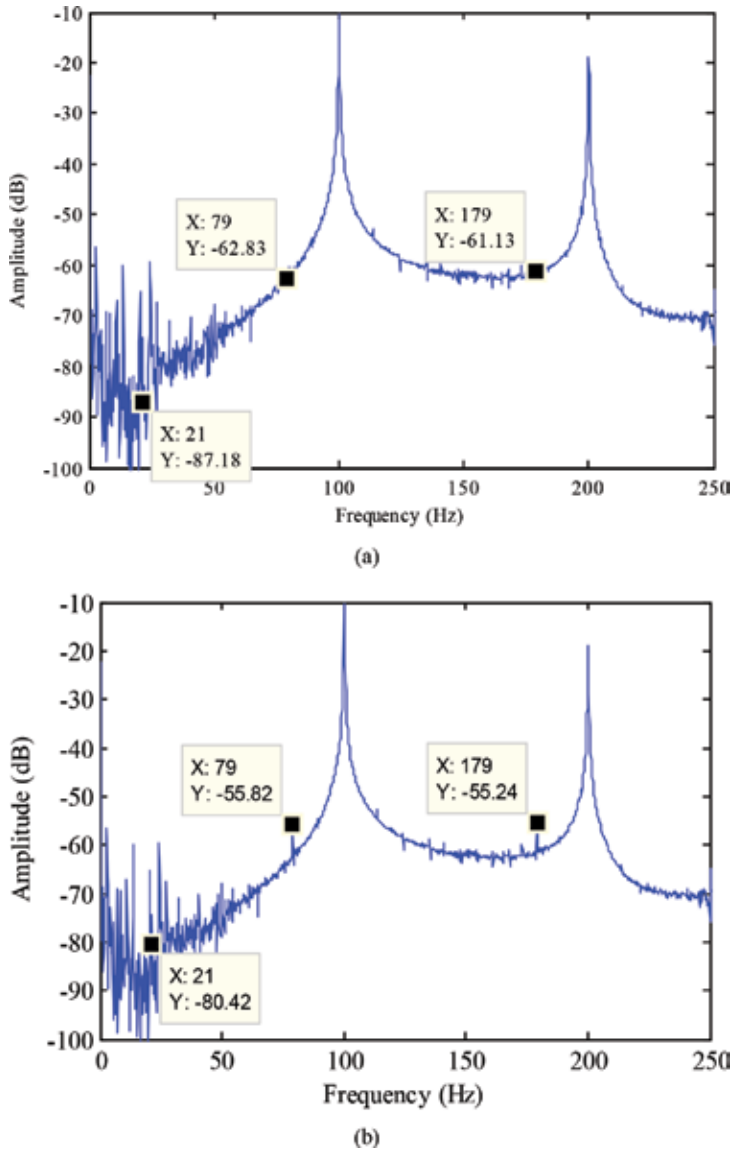 -10
-20
-30
-40
-50
-60
-70
-80
-90
-100
Amplitude (dB)
X: 79
Y: -62.83
X: 179
Y: -61.13
X: 21
Y: -87.18
0
50
100
150
200
250
Frequency (Hz)
(a)
-10
-20
-30
-40
-50
-60
-70
-80
-90
-100
Amplitude (dB)
X: 79
Y: -55.82
X: 179
Y: -55.24
X: 21
Y: -80.42
0
50
100
150
200
250
Frequency (Hz)
(b)